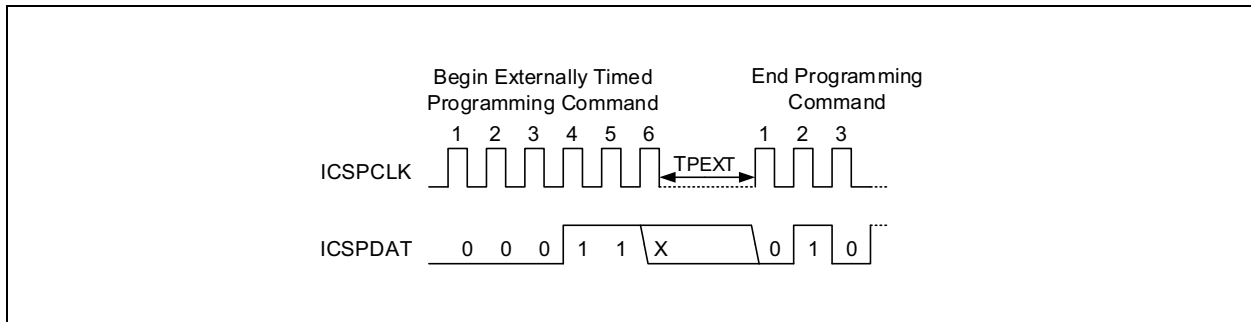 Begin Externally Timed
Programming Command
End Programming
Command
1 2 3 4 5 6
1 2 3
ICSPCLK
TPEXT
ICSPDAT
0 0 0 1 1 X 0 1 0